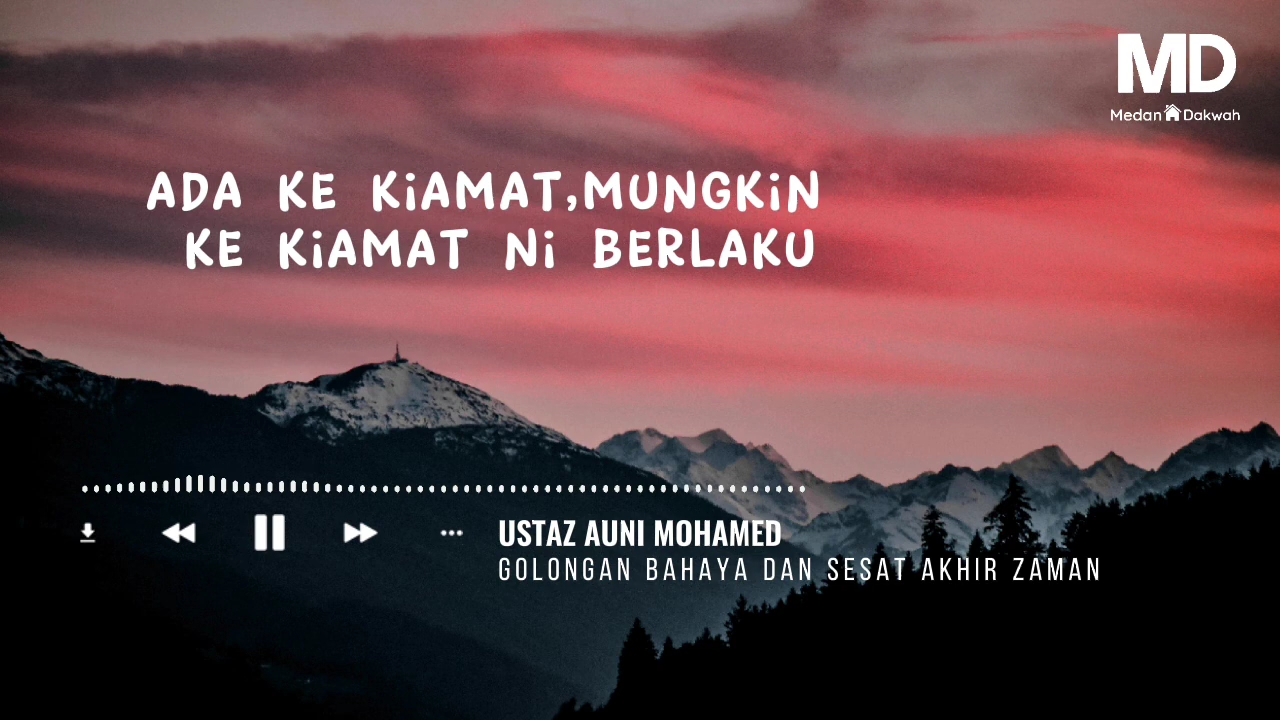 MD
Medan Dakwah
ADA KE KiAMAT,MUNGKiN
KE KiAMAT Ni BERLAKU
USTAZ AUNI MOHAMED
GOLONGAN BAHAYA DAN SESAT AKHIR ZAMAN